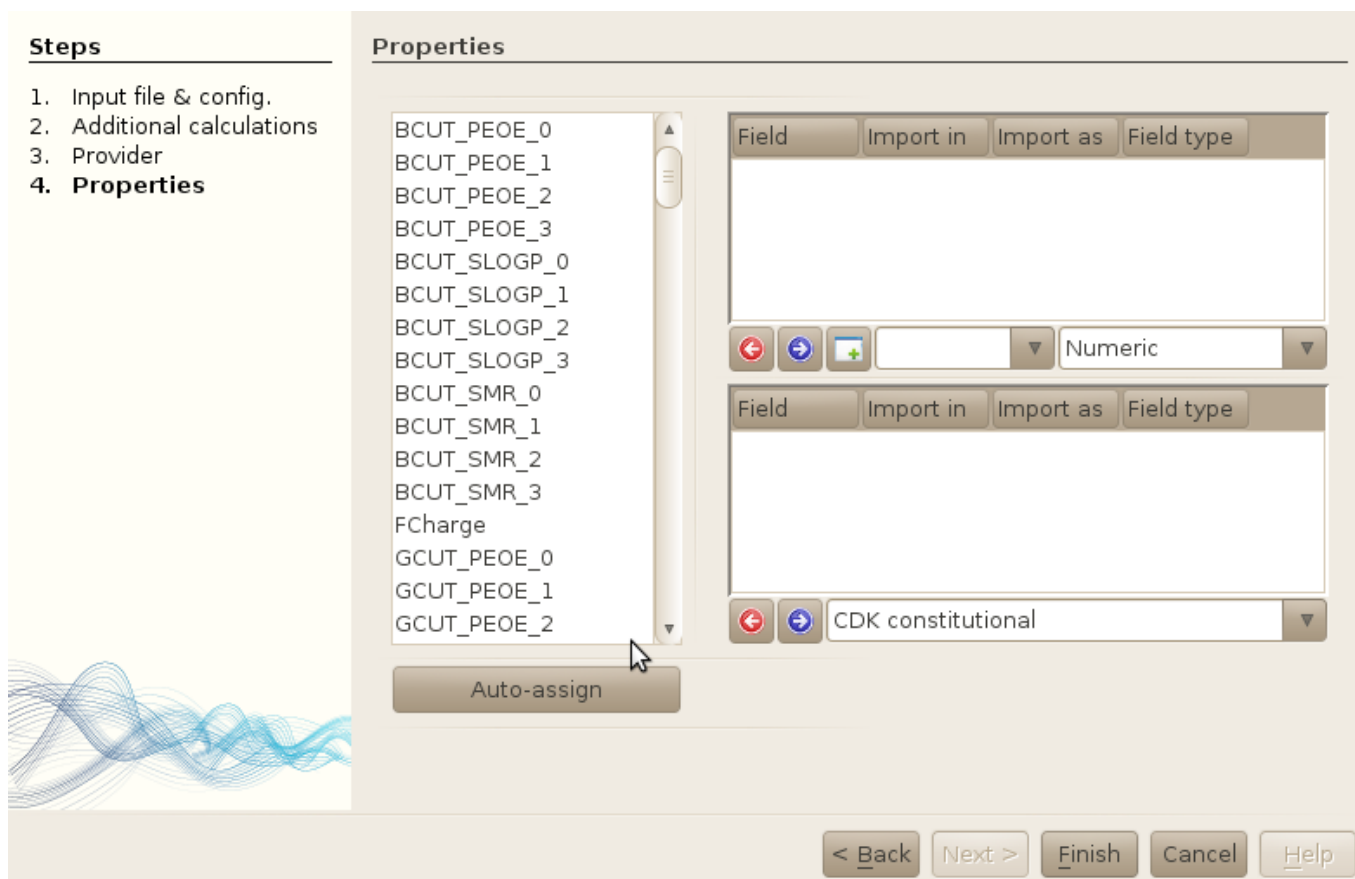 Steps
1. Input file & config.
2. Additional calculations
3. Provider
4. Properties
Properties
BCUT_PEOE_0
BCUT_PEOE_1
BCUT_PEOE_2
BCUT_PEOE_3
BCUT_SLOGP_0
BCUT_SLOGP_1
BCUT_SLOGP_2
BCUT_SLOGP_3
BCUT_SMR_0
BCUT_SMR_1
BCUT_SMR_2
BCUT_SMR_3
FCharge
GCUT_PEOE_0
GCUT_PEOE_1
GCUT_PEOE_2
Auto-assign
Field Import in Import as Field type
Numeric
Field Import in Import as Field type
CDK constitutional
< Back Next > Finish Cancel Help